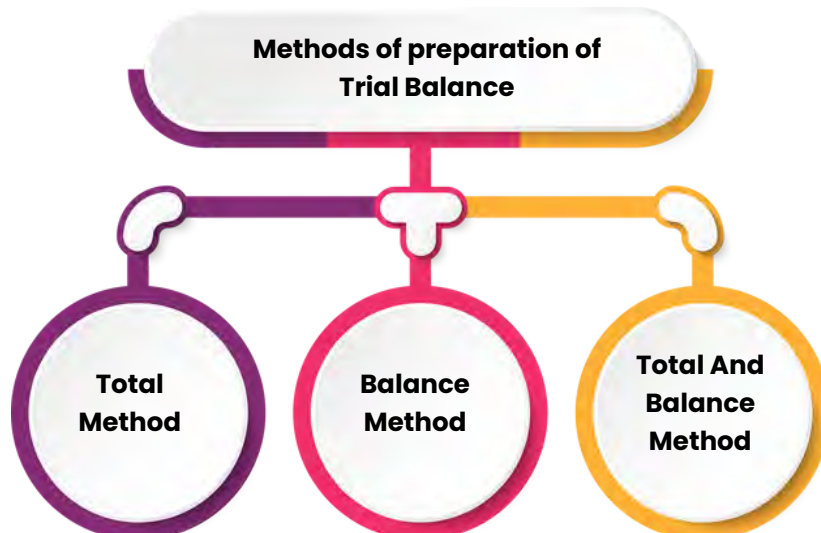 Methods of preparation of
Trial Balance
Total
Method
Balance
Method
Total And
Balance
Method